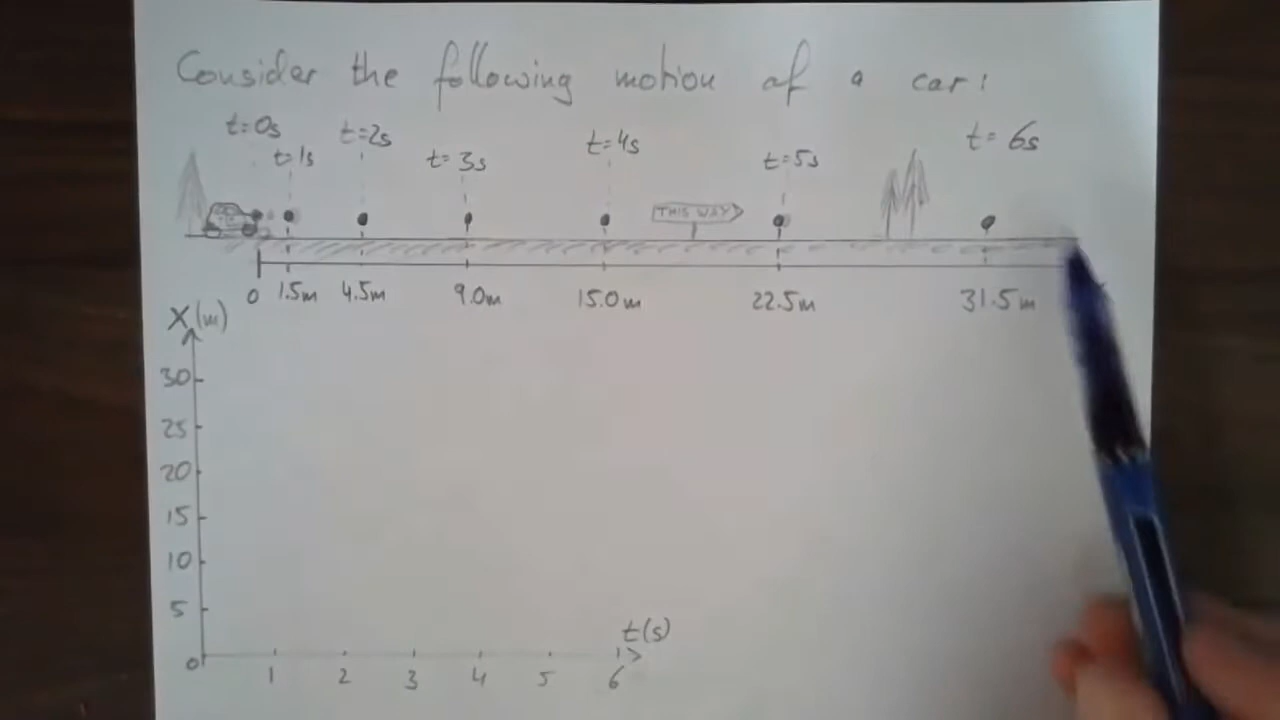 Consider the following motion of a car:
t=0s t=1s t=2s t=3s t=4s t=5s t=6s
THIS WAY
0 1.5m 4.5m 9.0m 15.0m 22.5m 31.5m
X(m)
30
25
20
15
10
5
0
t(s)
1 2 3 4 5 6